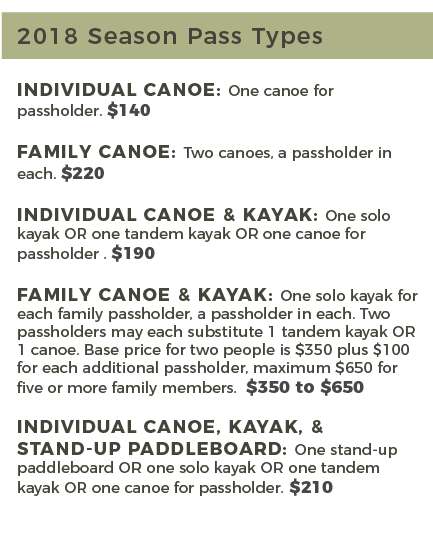 2018 Season Pass Types
INDIVIDUAL CANOE: One canoe for
passholder. $140
FAMILY CANOE: Two canoes, a passholder in
each. $220
INDIVIDUAL CANOE & KAYAK: One solo
kayak OR one tandem kayak OR one canoe for
passholder . $190
FAMILY CANOE & KAYAK: One solo kayak for
each family passholder, a passholder in each. Two
passholders may each substitute 1 tandem kayak OR
1 canoe. Base price for two people is $350 plus $100
for each additional passholder, maximum $650 for
five or more family members. $350 to $650
INDIVIDUAL CANOE, KAYAK, &
STAND-UP PADDLEBOARD: One stand-up
paddleboard OR one solo kayak OR one tandem
kayak OR one canoe for passholder. $210